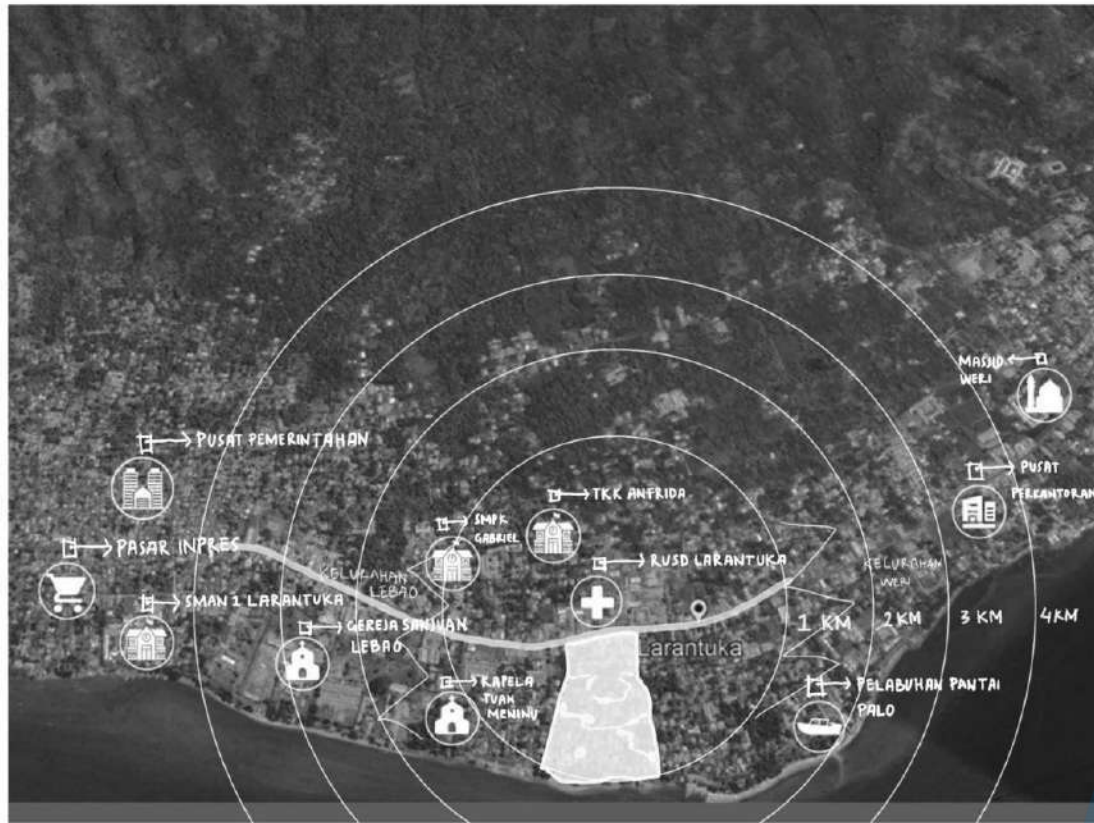 MASJID
WERI
PUSAT PEMERINTAHAN
PUSAT
PERKANTORAN
TKK ANFRIDA
SMPK
GABRIEL
PASAR INPRES
RUSD LARANTUKA
KELURAHAN
LEBAO
KELURAHAN
WERI
SMAN 1 LARANTUKA
GEREJA SANJUAN
LEBAO
1 KM
2KM
3 KM
4KM
Larantuka
KAPELA
TUAN
MENINU
PELABUHAN PANTAI
PALO